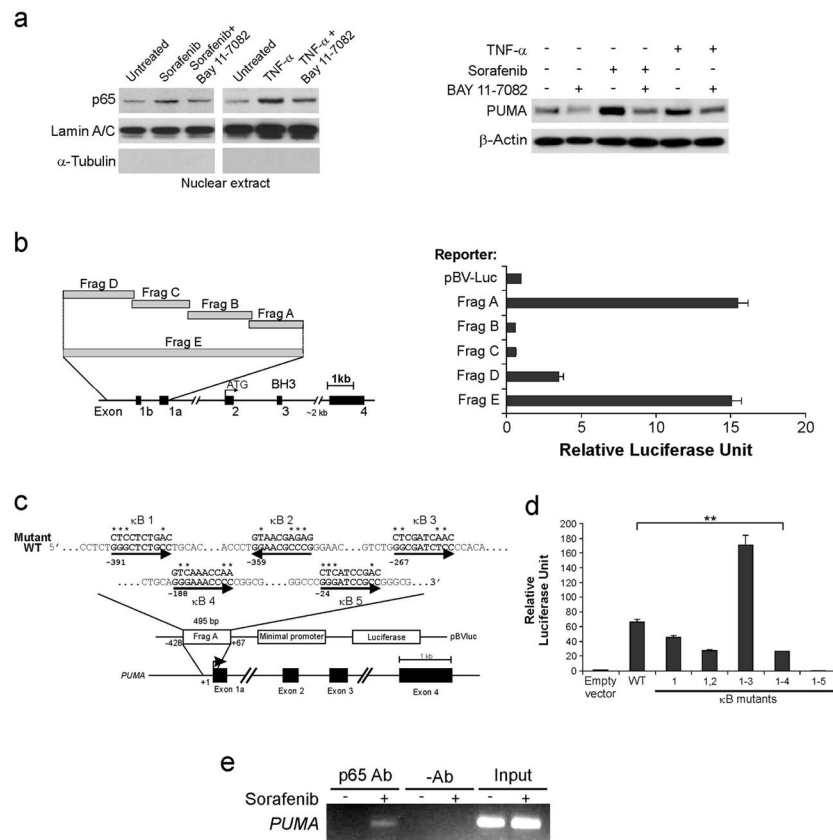 a
Untreated
Sorafenib
Sorafenib+
Bay 11-7082
Untreated
TNF-α
TNF-α +
Bay 11-7082
p65
Lamin A/C
α-Tubulin
Nuclear extract
TNF-α - - - - + +
Sorafenib - - + + - -
BAY 11-7082 - + - + - +
PUMA
β-Actin
b
Frag D
Frag C
Frag B
Frag A
Frag E
ATG
BH3
1kb
Exon
1b
1a
2
3
~2 kb
4
Reporter:
pBV-Luc
Frag A
Frag B
Frag C
Frag D
Frag E
0 5 10 15 20
Relative Luciferase Unit
c
κB 1 κB 2 κB 3
*** * * * ** * ** **
Mutant CTCCTCTGAC GTAACGAGAG CTCGATCAAC
WT 5' ....CCTCTGGGCTCTGCCTGCAC... ACCCTGGAACGCCCGGGAAC... GTCTGGGCGATCTCCCCACA....
-391 -359 -267
** ** *** *
GTCAAACCAA CTCATCCGAC
CTGCAGGGAAACCCCCGGCG... GGCCCGGGATCCGCCGGGCG... 3'
-188 -24
κB 4 κB 5
495 bp
Frag A
Minimal promoter
Luciferase
pBVluc
-428
+67
1 kb
PUMA
+1
Exon 1a
Exon 2
Exon 3
Exon 4
d
**
Relative
Luciferase Unit
200
180
160
140
120
100
80
60
40
20
0
Empty
vector
WT
1
1,2
1-3
1-4
1-5
κB mutants
e
p65 Ab -Ab Input
Sorafenib - + - + - +
PUMA